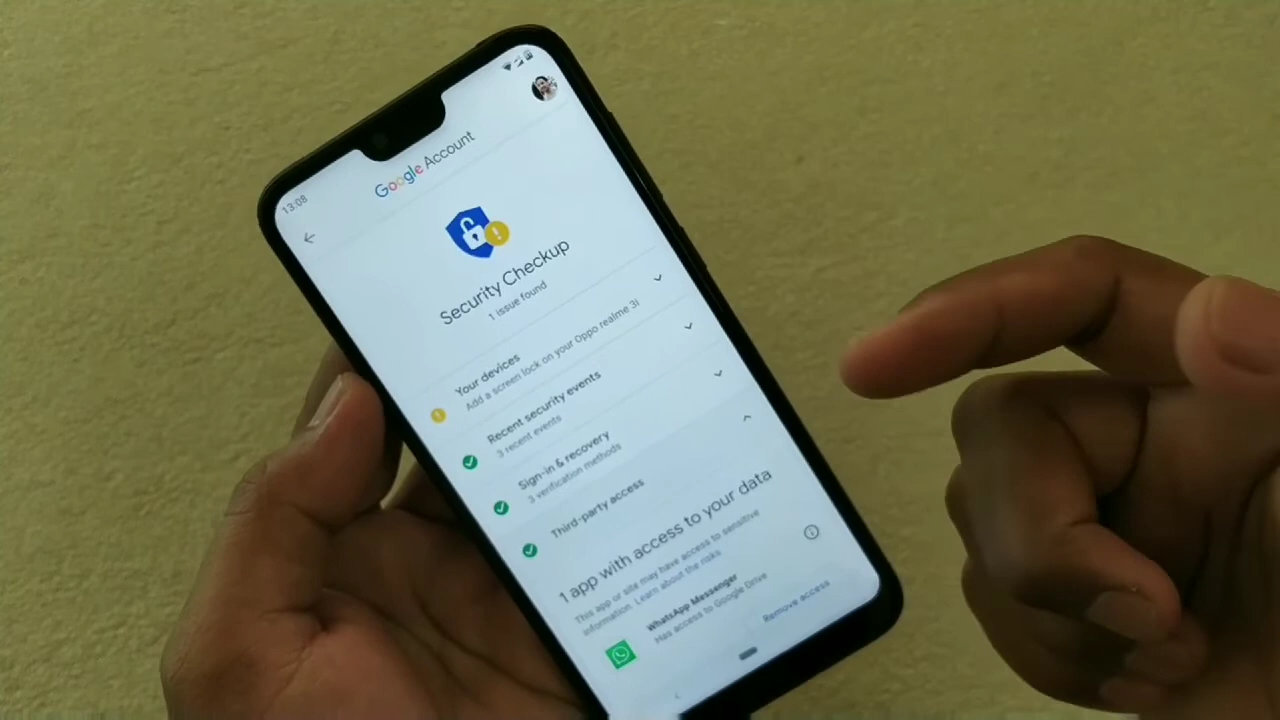 13:08
Google Account
Security Checkup
1 issue found
Your devices
Add a screen lock on your Oppo realme 3i
Recent security events
3 recent events
Sign-in & recovery
3 verification methods
Third-party access
1 app with access to your data
This app or site may have access to sensitive
information. Learn about the risks
WhatsApp Messenger
Has access to Google Drive
Remove access